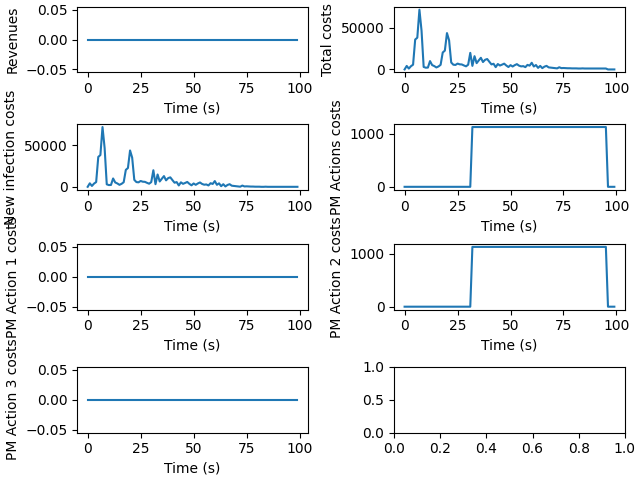 Revenues
0.05
0.00
−0.05
0 25 50 75 100
Time (s)
Total costs
50000
0
0 25 50 75 100
Time (s)
New infection costs
50000
0
0 25 50 75 100
Time (s)
PM Actions costs
1000
0
0 25 50 75 100
Time (s)
PM Action 1 costs
0.05
0.00
−0.05
0 25 50 75 100
Time (s)
PM Action 2 costs
1000
0
0 25 50 75 100
Time (s)
PM Action 3 costs
0.05
0.00
−0.05
0 25 50 75 100
Time (s)
1.0
0.5
0.0
0.0 0.2 0.4 0.6 0.8 1.0